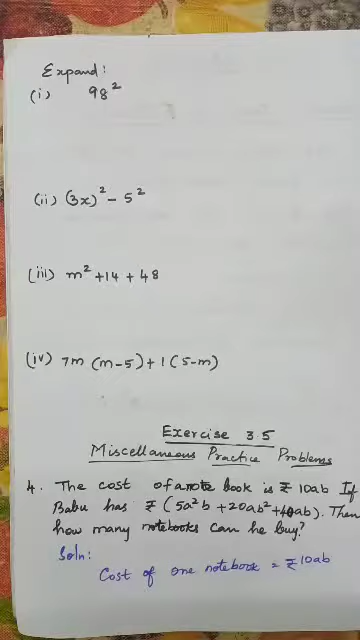 Expand:
(i) 98²
(ii) (3x)² - 5²
(iii) m² + 14 + 48
(iv) 7m (m-5) + 1 (5-m)
Exercise 3.5
Miscellaneous Practice Problems
4. The cost of a note book is ₹ 10ab If
Babu has ₹ (5a²b + 20ab² + 40ab). Then
how many notebooks can he buy?
Soln:
Cost of one notebook = ₹10ab